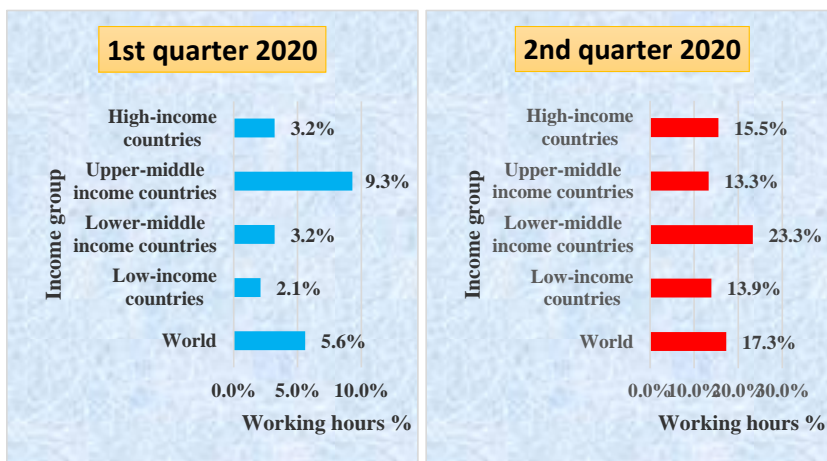 1st quarter 2020
Income group
High-income
countries
3.2%
Upper-middle
income countries
9.3%
Lower-middle
income countries
3.2%
Low-income
countries
2.1%
World
5.6%
0.0% 5.0% 10.0%
Working hours %
2nd quarter 2020
Income group
High-income
countries
15.5%
Upper-middle
income countries
13.3%
Lower-middle
income countries
23.3%
Low-income
countries
13.9%
World
17.3%
0.0% 10.0% 20.0% 30.0%
Working hours %